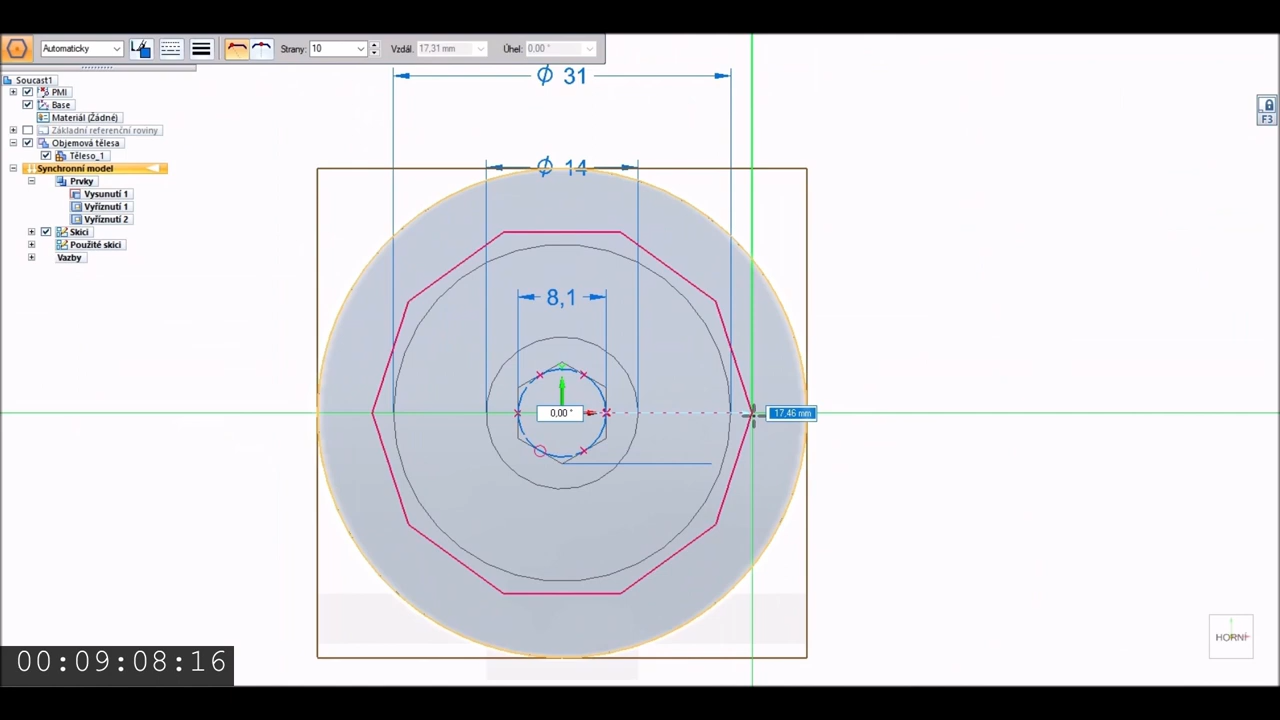 Automaticky
Strany: 10
Vzdál. 17,31 mm
Úhel: 0.00 °
Soucast1
PMI
Base
Materiál (Žádné)
Základní referenční roviny
Objemová tělesa
Těleso_1
Synchronní model
Prvky
Vysunutí 1
Vyříznutí 1
Vyříznutí 2
Skici
Použité skici
Vazby
F3
Ø 31
Ø 14
8,1
0,00 °
17,46 mm
HORNÍ
00:09:08:16